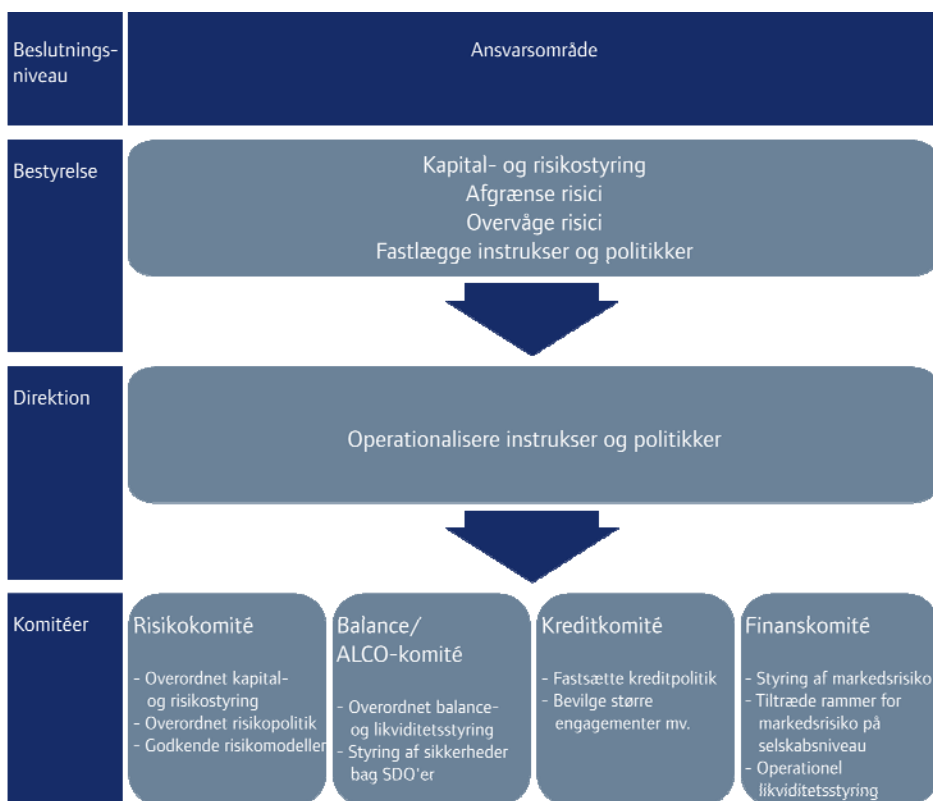 Beslutnings-
niveau
Ansvarsområde
Bestyrelse
Kapital- og risikostyring
Afgrænse risici
Overvåge risici
Fastlægge instrukser og politikker
Direktion
Operationalisere instrukser og politikker
Komitéer
Risikokomité
- Overordnet kapital-
og risikostyring
- Overordnet risikopolitik
- Godkende risikomodeller
Balance/
ALCO-komité
- Overordnet balance-
og likviditetsstyring
- Styring af sikkerheder
bag SDO'er
Kreditkomité
- Fastsætte kreditpolitik
- Bevilge større
engagementer mv.
Finanskomité
- Styring af markedsrisiko
- Tiltræde rammer for
markedsrisiko på
selskabsniveau
- Operationel
likviditetsstyring